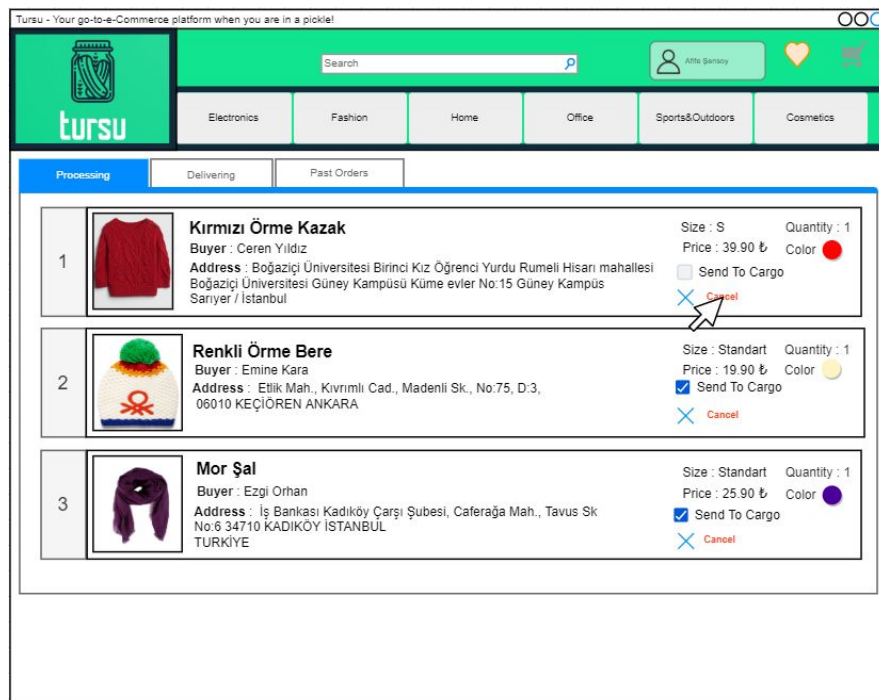 Tursu - Your go-to-e-Commerce platform when you are in a pickle!
tursu
Search
Afife Şansoy
Electronics
Fashion
Home
Office
Sports&Outdoors
Cosmetics
Processing
Delivering
Past Orders
1
Kırmızı Örme Kazak
Buyer : Ceren Yıldız
Address : Boğaziçi Üniversitesi Birinci Kız Öğrenci Yurdu Rumeli Hisarı mahallesi
Boğaziçi Üniversitesi Güney Kampüsü Küme evler No:15 Güney Kampüs
Sarıyer / İstanbul
Size : S
Quantity : 1
Price : 39.90 ₺
Color
Send To Cargo
Cancel
2
Renkli Örme Bere
Buyer : Emine Kara
Address : Etlik Mah., Kıvrımlı Cad., Madenli Sk., No:75, D:3,
06010 KEÇİÖREN ANKARA
Size : Standart
Quantity : 1
Price : 19.90 ₺
Color
Send To Cargo
Cancel
3
Mor Şal
Buyer : Ezgi Orhan
Address : İş Bankası Kadıköy Çarşı Şubesi, Caferağa Mah., Tavus Sk
No:6 34710 KADIKÖY İSTANBUL
TURKİYE
Size : Standart
Quantity : 1
Price : 25.90 ₺
Color
Send To Cargo
Cancel